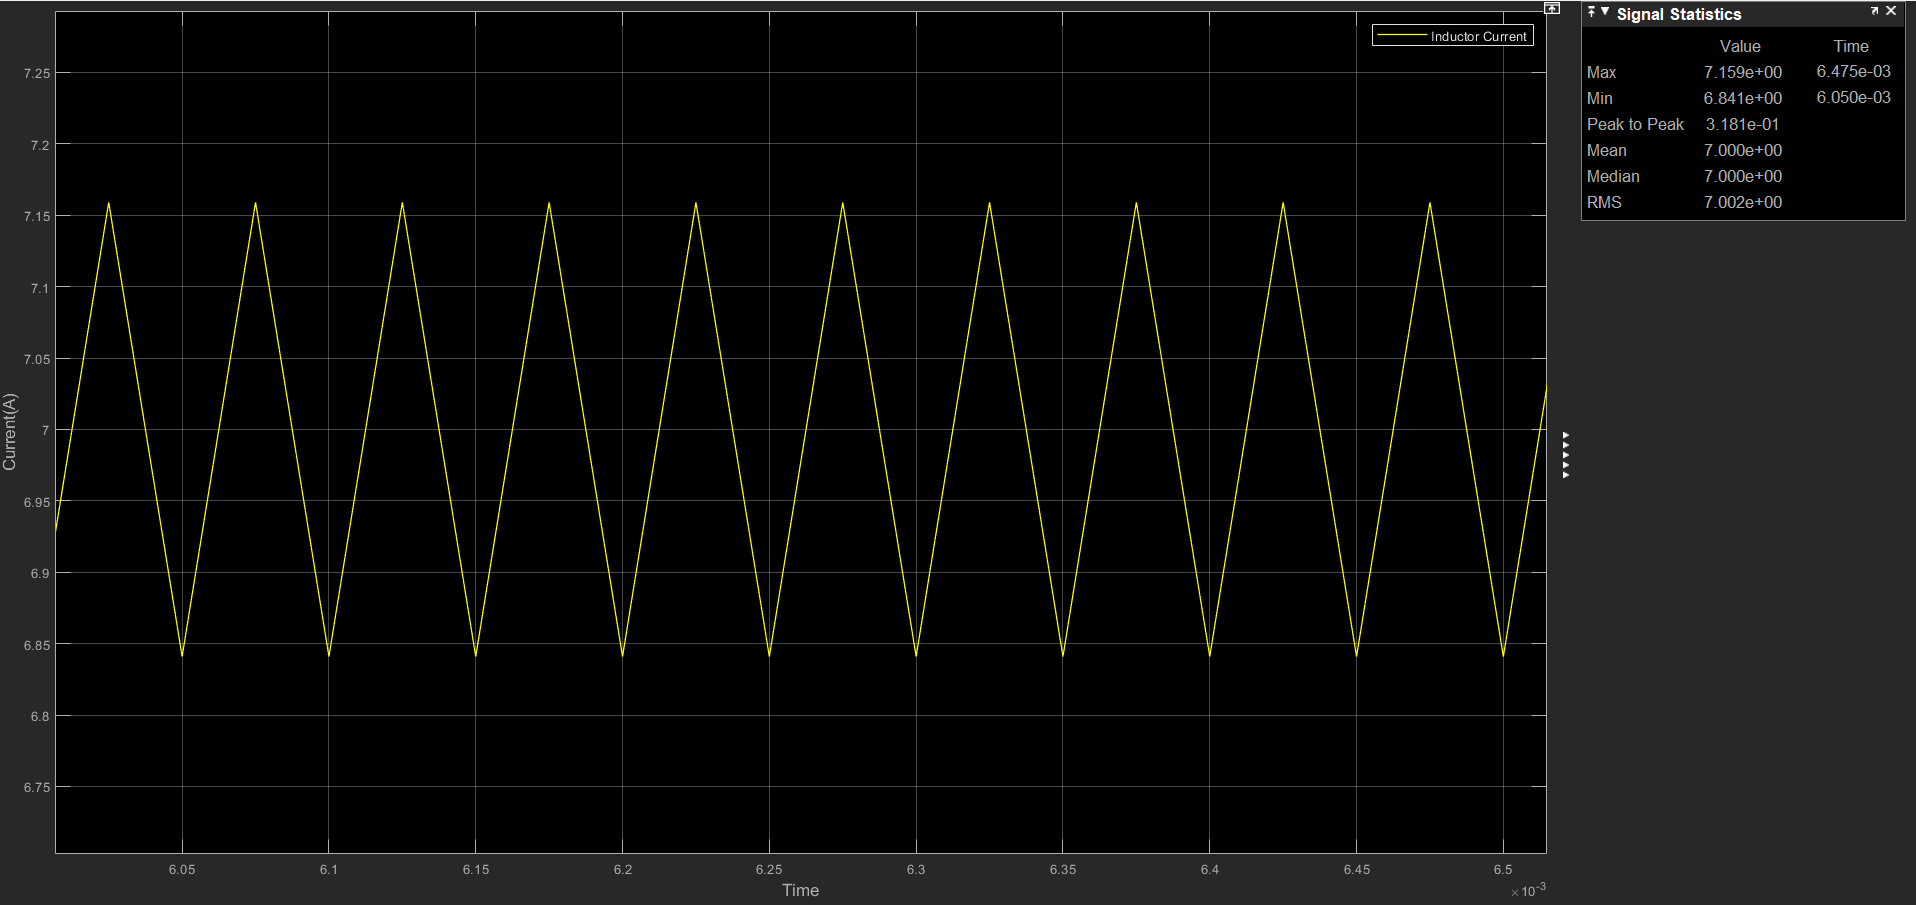 Inductor Current
7.25
7.2
7.15
7.1
7.05
7
6.95
6.9
6.85
6.8
6.75
Current(A)
6.05 6.1 6.15 6.2 6.25 6.3 6.35 6.4 6.45 6.5
Time
×10⁻³
Signal Statistics
Value Time
Max 7.159e+00 6.475e-03
Min 6.841e+00 6.050e-03
Peak to Peak 3.181e-01
Mean 7.000e+00
Median 7.000e+00
RMS 7.002e+00